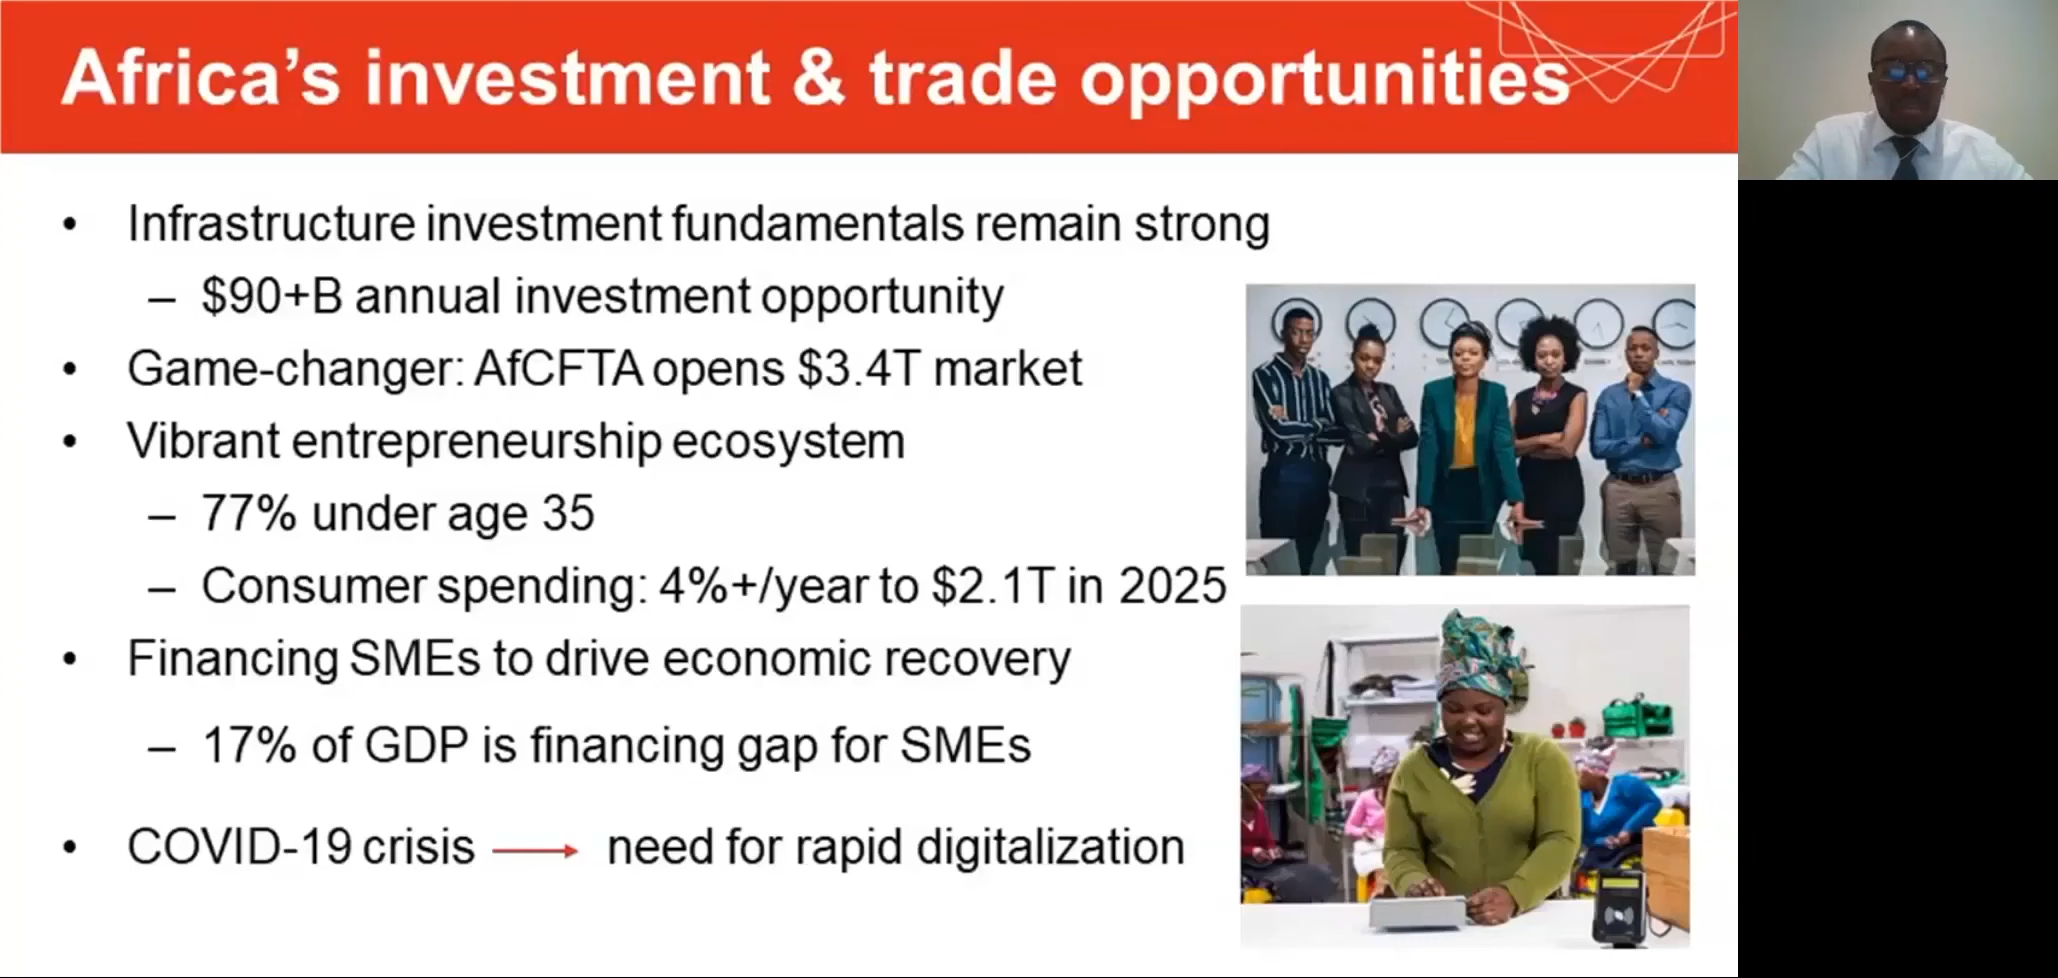 Africa’s investment & trade opportunities
• Infrastructure investment fundamentals remain strong
– $90+B annual investment opportunity
• Game-changer: AfCFTA opens $3.4T market
• Vibrant entrepreneurship ecosystem
– 77% under age 35
– Consumer spending: 4%+/year to $2.1T in 2025
• Financing SMEs to drive economic recovery
– 17% of GDP is financing gap for SMEs
• COVID-19 crisis → need for rapid digitalization